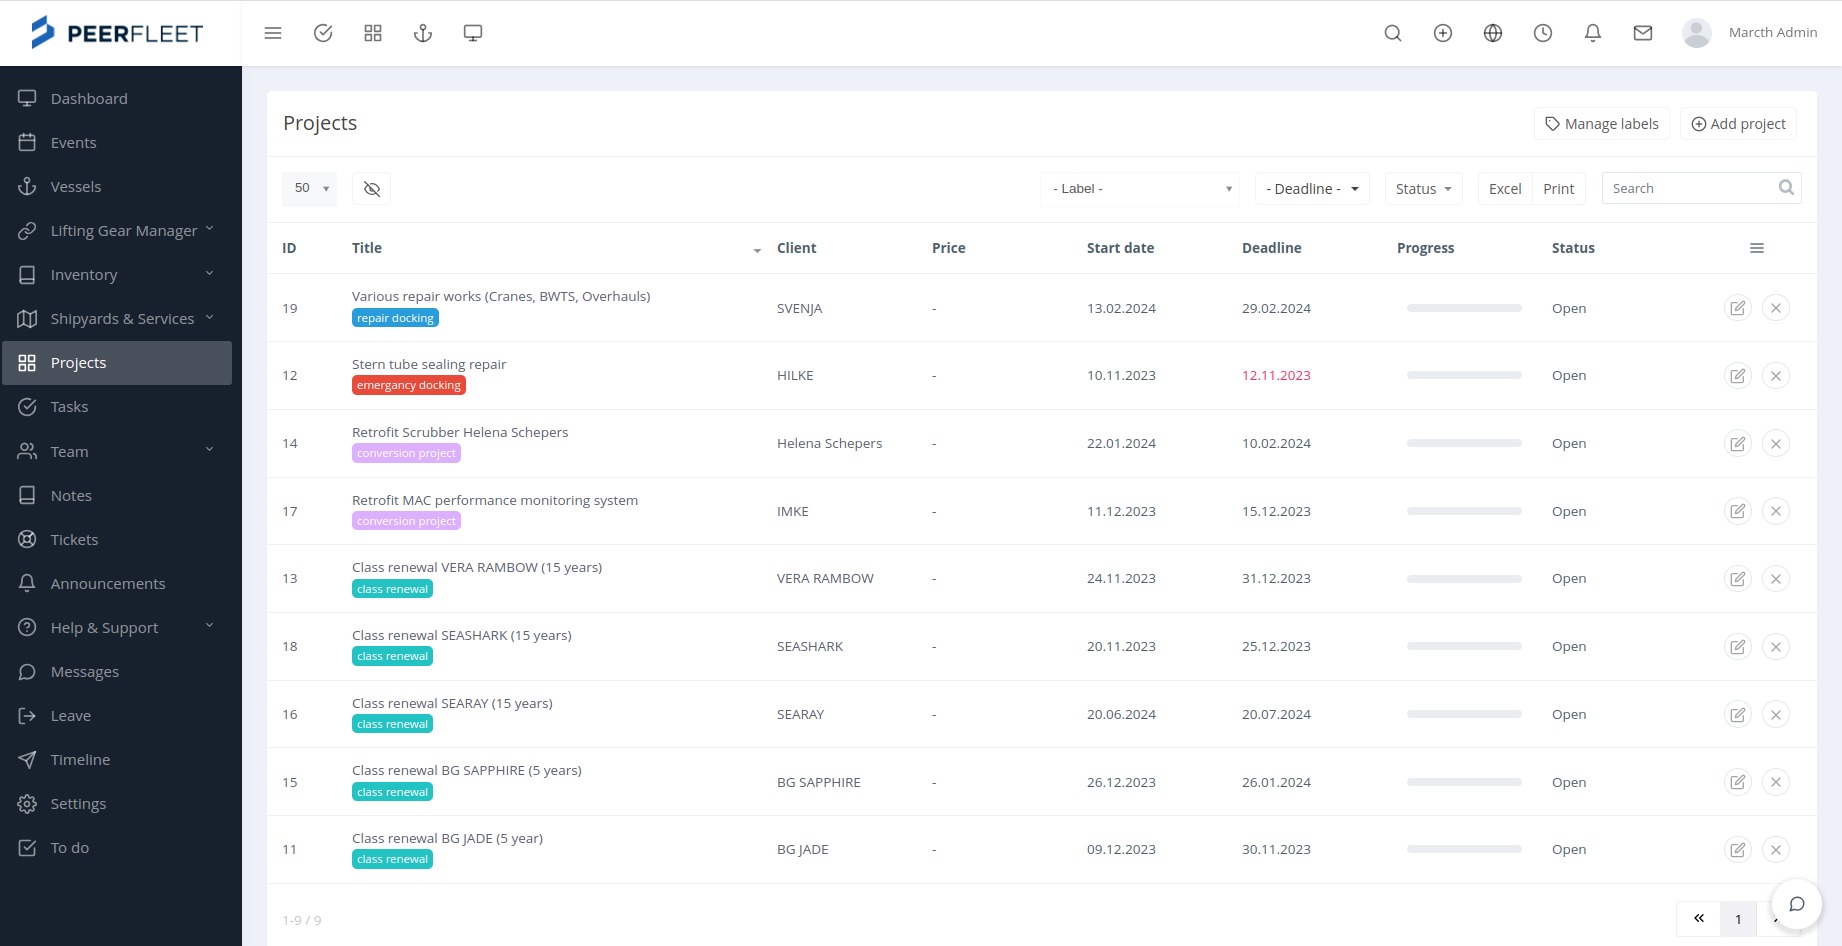 PEERFLEET
Marcth Admin
Dashboard
Events
Vessels
Lifting Gear Manager
Inventory
Shipyards & Services
Projects
Tasks
Team
Notes
Tickets
Announcements
Help & Support
Messages
Leave
Timeline
Settings
To do
Projects
Manage labels
Add project
50
- Label -
- Deadline -
Status
Excel
Print
Search
ID Title Client Price Start date Deadline Progress Status
19 Various repair works (Cranes, BWTS, Overhauls) SVENJA - 13.02.2024 29.02.2024 Open
repair docking
12 Stern tube sealing repair HILKE - 10.11.2023 12.11.2023 Open
emergancy docking
14 Retrofit Scrubber Helena Schepers Helena Schepers - 22.01.2024 10.02.2024 Open
conversion project
17 Retrofit MAC performance monitoring system IMKE - 11.12.2023 15.12.2023 Open
conversion project
13 Class renewal VERA RAMBOW (15 years) VERA RAMBOW - 24.11.2023 31.12.2023 Open
class renewal
18 Class renewal SEASHARK (15 years) SEASHARK - 20.11.2023 25.12.2023 Open
class renewal
16 Class renewal SEARAY (15 years) SEARAY - 20.06.2024 20.07.2024 Open
class renewal
15 Class renewal BG SAPPHIRE (5 years) BG SAPPHIRE - 26.12.2023 26.01.2024 Open
class renewal
11 Class renewal BG JADE (5 year) BG JADE - 09.12.2023 30.11.2023 Open
class renewal
1-9 / 9
« 1